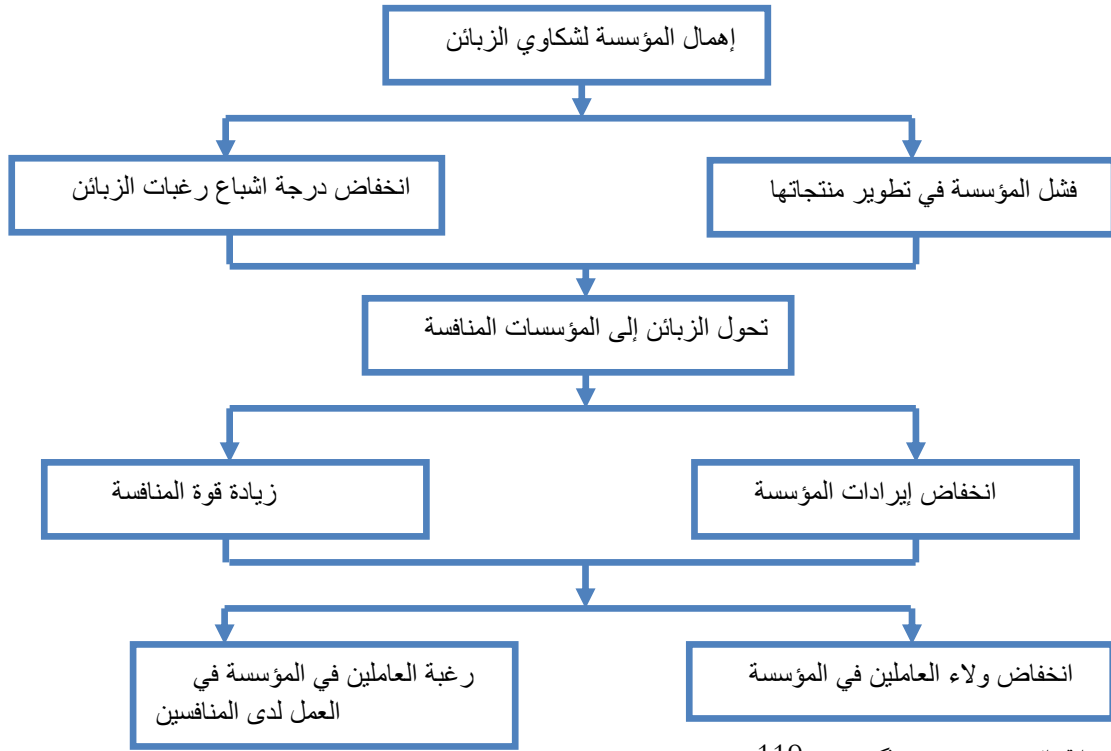 إهمال المؤسسة لشكاوي الزبائن
فشل المؤسسة في تطوير منتجاتها
انخفاض درجة اشباع رغبات الزبائن
تحول الزبائن إلى المؤسسات المنافسة
انخفاض إيرادات المؤسسة
زيادة قوة المنافسة
انخفاض ولاء العاملين في المؤسسة
رغبة العاملين في المؤسسة في
العمل لدى المنافسين
119